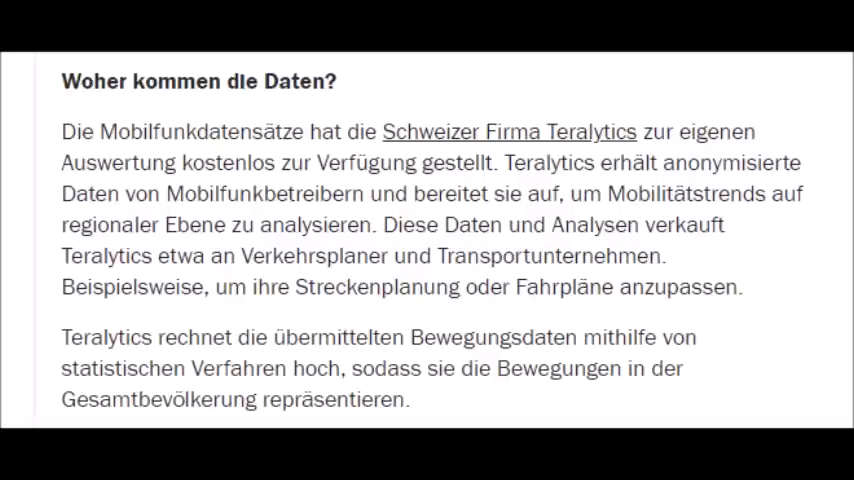 Woher kommen die Daten?
Die Mobilfunkdatensätze hat die Schweizer Firma Teralytics zur eigenen
Auswertung kostenlos zur Verfügung gestellt. Teralytics erhält anonymisierte
Daten von Mobilfunkbetreibern und bereitet sie auf, um Mobilitätstrends auf
regionaler Ebene zu analysieren. Diese Daten und Analysen verkauft
Teralytics etwa an Verkehrsplaner und Transportunternehmen.
Beispielsweise, um ihre Streckenplanung oder Fahrpläne anzupassen.
Teralytics rechnet die übermittelten Bewegungsdaten mithilfe von
statistischen Verfahren hoch, sodass sie die Bewegungen in der
Gesamtbevölkerung repräsentieren.